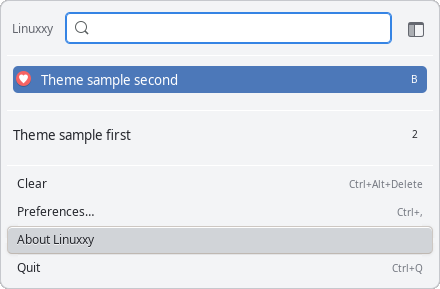 Linuxxy
Theme sample second B
Theme sample first 2
Clear Ctrl+Alt+Delete
Preferences... Ctrl+,
About Linuxxy
Quit Ctrl+Q